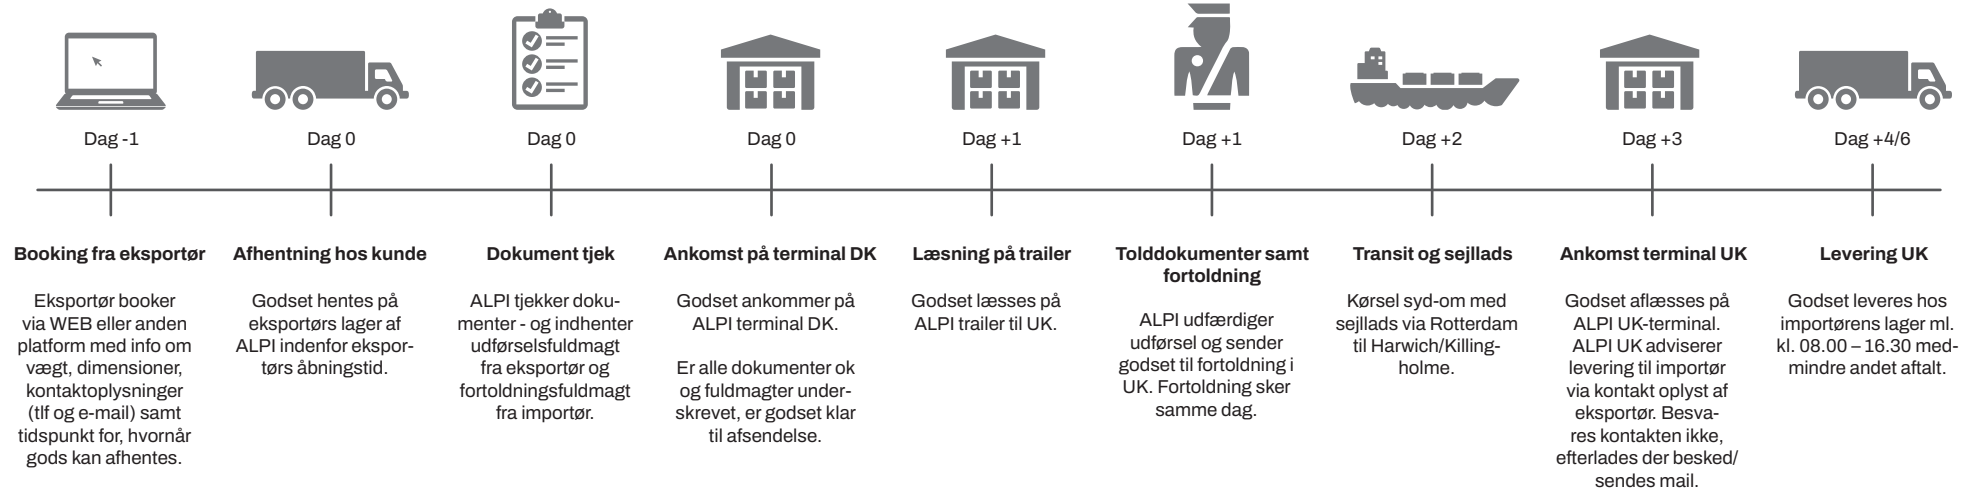 Dag -1
Dag 0
Dag 0
Dag 0
Dag +1
Dag +1
Dag +2
Dag +3
Dag +4/6
Booking fra eksportør
Eksportør booker
via WEB eller anden
platform med info om
vægt, dimensioner,
kontaktoplysninger
(tlf og e-mail) samt
tidspunkt for, hvornår
gods kan afhentes.
Afhentning hos kunde
Godset hentes på
eksportørs lager af
ALPI indenfor ekspor-
tørs åbningstid.
Dokument tjek
ALPI tjekker doku-
menter - og indhenter
udførselsfuldmagt
fra eksportør og
fortoldningsfuldmagt
fra importør.
Ankomst på terminal DK
Godset ankommer på
ALPI terminal DK.
Er alle dokumenter ok
og fuldmagter under-
skrevet, er godset klar
til afsendelse.
Læsning på trailer
Godset læsses på
ALPI trailer til UK.
Tolddokumenter samt
fortoldning
ALPI udfærdiger
udførsel og sender
godset til fortoldning i
UK. Fortoldning sker
samme dag.
Transit og sejllads
Kørsel syd-om med
sejllads via Rotterdam
til Harwich/Killing-
holme.
Ankomst terminal UK
Godset aflæsses på
ALPI UK-terminal.
ALPI UK adviserer
levering til importør
via kontakt oplyst af
eksportør. Besva-
res kontakten ikke,
efterlades der besked/
sendes mail.
Levering UK
Godset leveres hos
importørens lager ml.
kl. 08.00 – 16.30 med-
mindre andet aftalt.